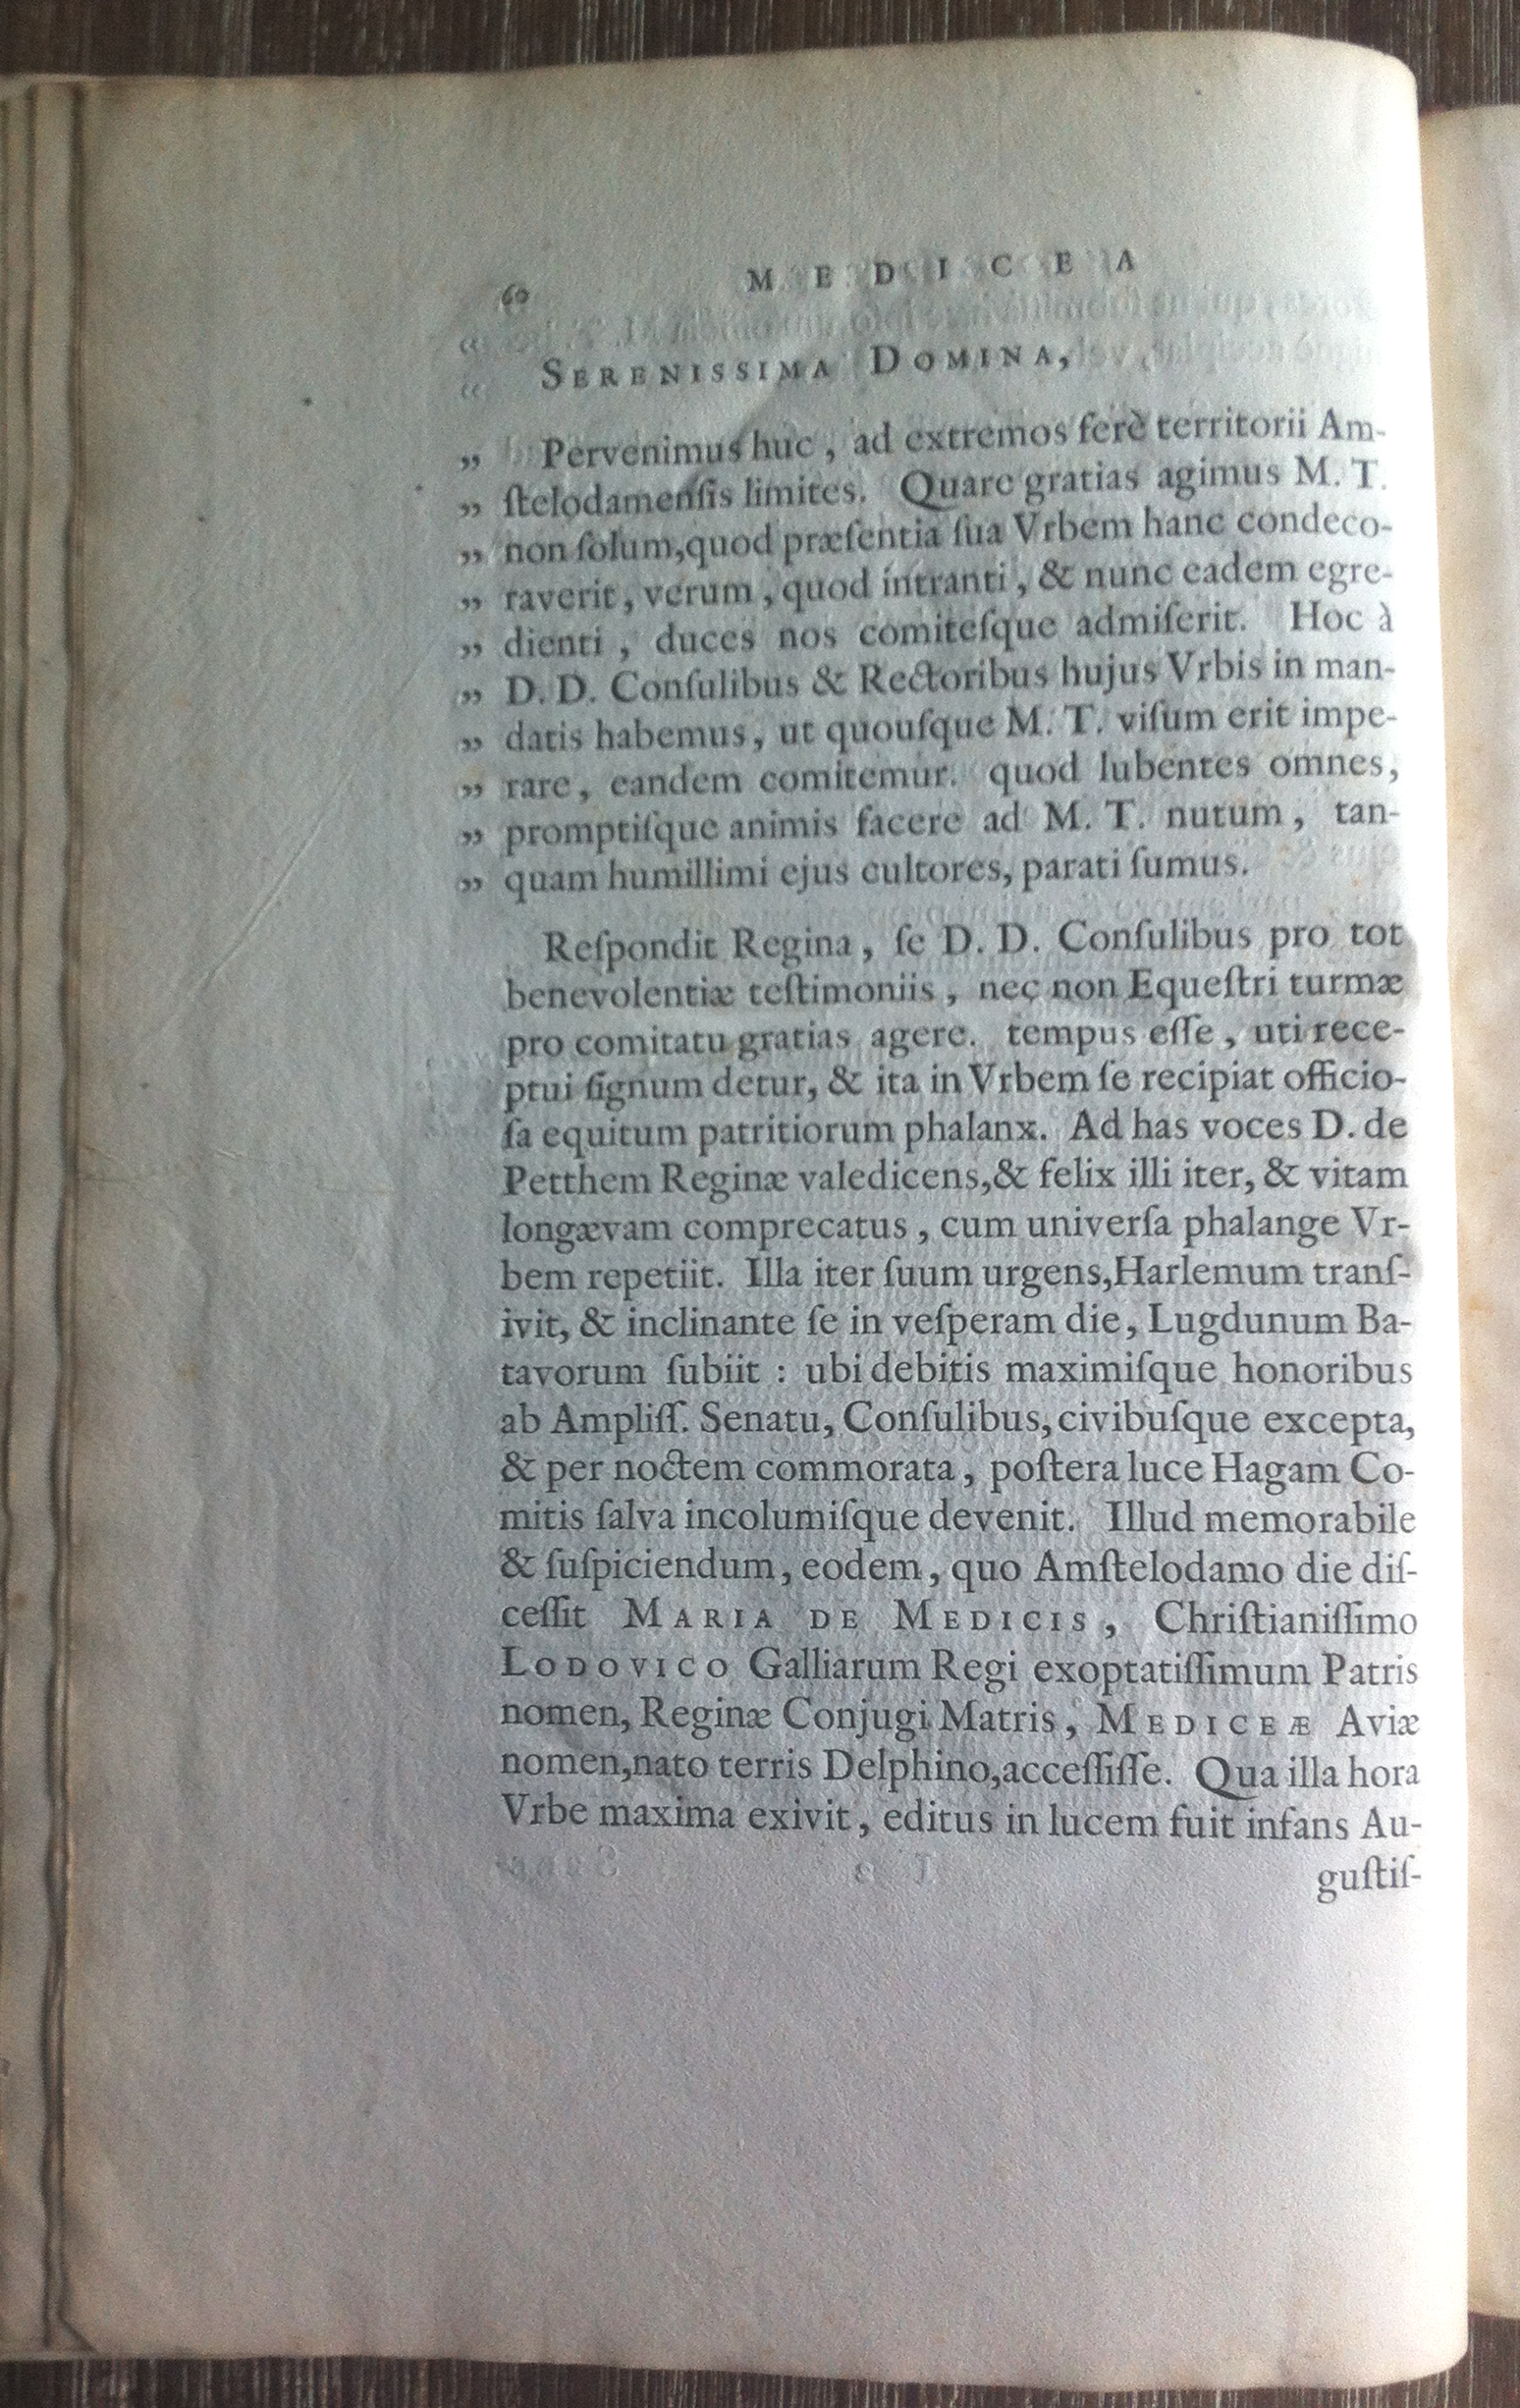 60 MEDICEA
SERENISSIMA DOMINA,
„ Pervenimus huc, ad extremos ferè territorii Am-
„ ſtelodamenſis limites. Quare gratias agimus M. T.
„ non ſolum, quod præſentia ſua Vrbem hanc condeco-
„ raverit, verum, quod intranti, & nunc eadem egre-
„ dienti, duces nos comiteſque admiſerit. Hoc à
„ D. D. Conſulibus & Rectoribus hujus Vrbis in man-
„ datis habemus, ut quouſque M. T. viſum erit impe-
„ rare, eandem comitemur. quod lubentes omnes,
„ promptiſque animis facere ad M. T. nutum, tan-
„ quam humillimi ejus cultores, parati ſumus.
Reſpondit Regina, ſe D. D. Conſulibus pro tot
benevolentiæ teſtimoniis, nec non Equeſtri turmæ
pro comitatu gratias agere. tempus eſſe, uti rece-
ptui ſignum detur, & ita in Vrbem ſe recipiat officio-
ſa equitum patritiorum phalanx. Ad has voces D. de
Petthem Reginæ valedicens, & felix illi iter, & vitam
longævam comprecatus, cum univerſa phalange Vr-
bem repetiit. Illa iter ſuum urgens, Harlemum tranſ-
ivit, & inclinante ſe in veſperam die, Lugdunum Ba-
tavorum ſubiit : ubi debitis maximiſque honoribus
ab Ampliſſ. Senatu, Conſulibus, civibuſque excepta,
& per noctem commorata, poſtera luce Hagam Co-
mitis ſalva incolumiſque devenit. Illud memorabile
& ſuſpiciendum, eodem, quo Amſtelodamo die diſ-
ceſſit MARIA DE MEDICIS, Chriſtianiſſimo
LODOVICO Galliarum Regi exoptatiſſimum Patris
nomen, Reginæ Conjugi Matris, MEDICEÆ Aviæ
nomen, nato terris Delphino, acceſſiſſe. Qua illa hora
Vrbe maxima exivit, editus in lucem fuit infans Au-
guſtiſ-